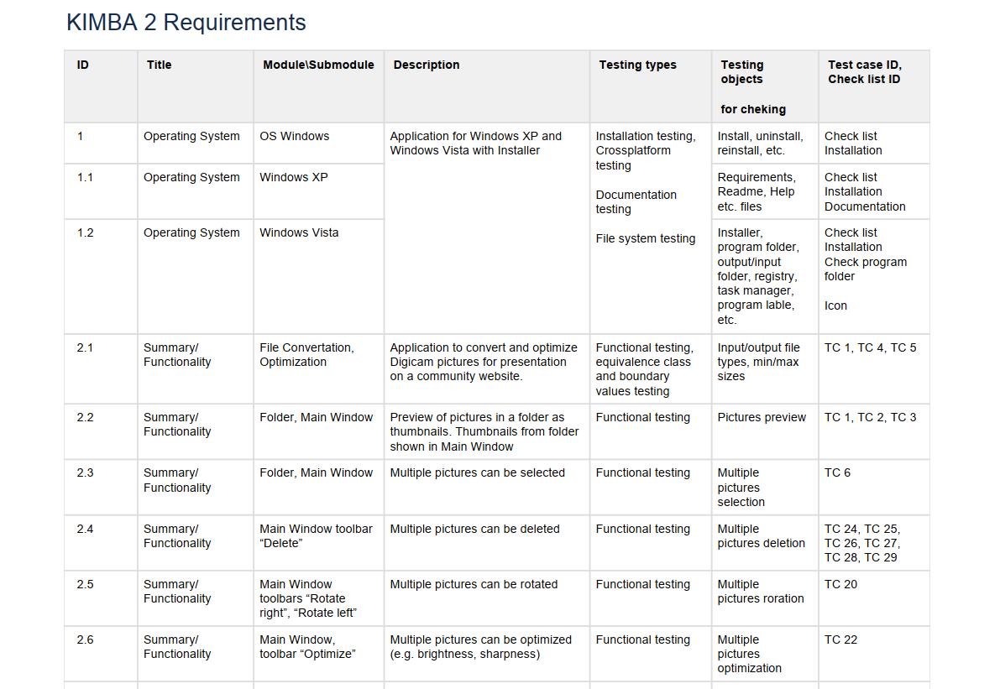 KIMBA 2 Requirements
ID
Title
Module\Submodule
Description
Testing types
Testing
objects
for cheking
Test case ID,
Check list ID
1
Operating System
OS Windows
Application for Windows XP and
Windows Vista with Installer
Installation testing,
Crossplatform
testing
Documentation
testing
File system testing
Install, uninstall,
reinstall, etc.
Check list
Installation
1.1
Operating System
Windows XP
Requirements,
Readme, Help
etc. files
Check list
Installation
Documentation
1.2
Operating System
Windows Vista
Installer,
program folder,
output/input
folder, registry,
task manager,
program lable,
etc.
Check list
Installation
Check program
folder
Icon
2.1
Summary/
Functionality
File Convertation,
Optimization
Application to convert and optimize
Digicam pictures for presentation
on a community website.
Functional testing,
equivalence class
and boundary
values testing
Input/output file
types, min/max
sizes
TC 1, TC 4, TC 5
2.2
Summary/
Functionality
Folder, Main Window
Preview of pictures in a folder as
thumbnails. Thumbnails from folder
shown in Main Window
Functional testing
Pictures preview
TC 1, TC 2, TC 3
2.3
Summary/
Functionality
Folder, Main Window
Multiple pictures can be selected
Functional testing
Multiple
pictures
selection
TC 6
2.4
Summary/
Functionality
Main Window toolbar
“Delete”
Multiple pictures can be deleted
Functional testing
Multiple
pictures deletion
TC 24, TC 25,
TC 26, TC 27,
TC 28, TC 29
2.5
Summary/
Functionality
Main Window
toolbars “Rotate
right”, “Rotate left”
Multiple pictures can be rotated
Functional testing
Multiple
pictures roration
TC 20
2.6
Summary/
Functionality
Main Window,
toolbar “Optimize”
Multiple pictures can be optimized
(e.g. brightness, sharpness)
Functional testing
Multiple
pictures
optimization
TC 22